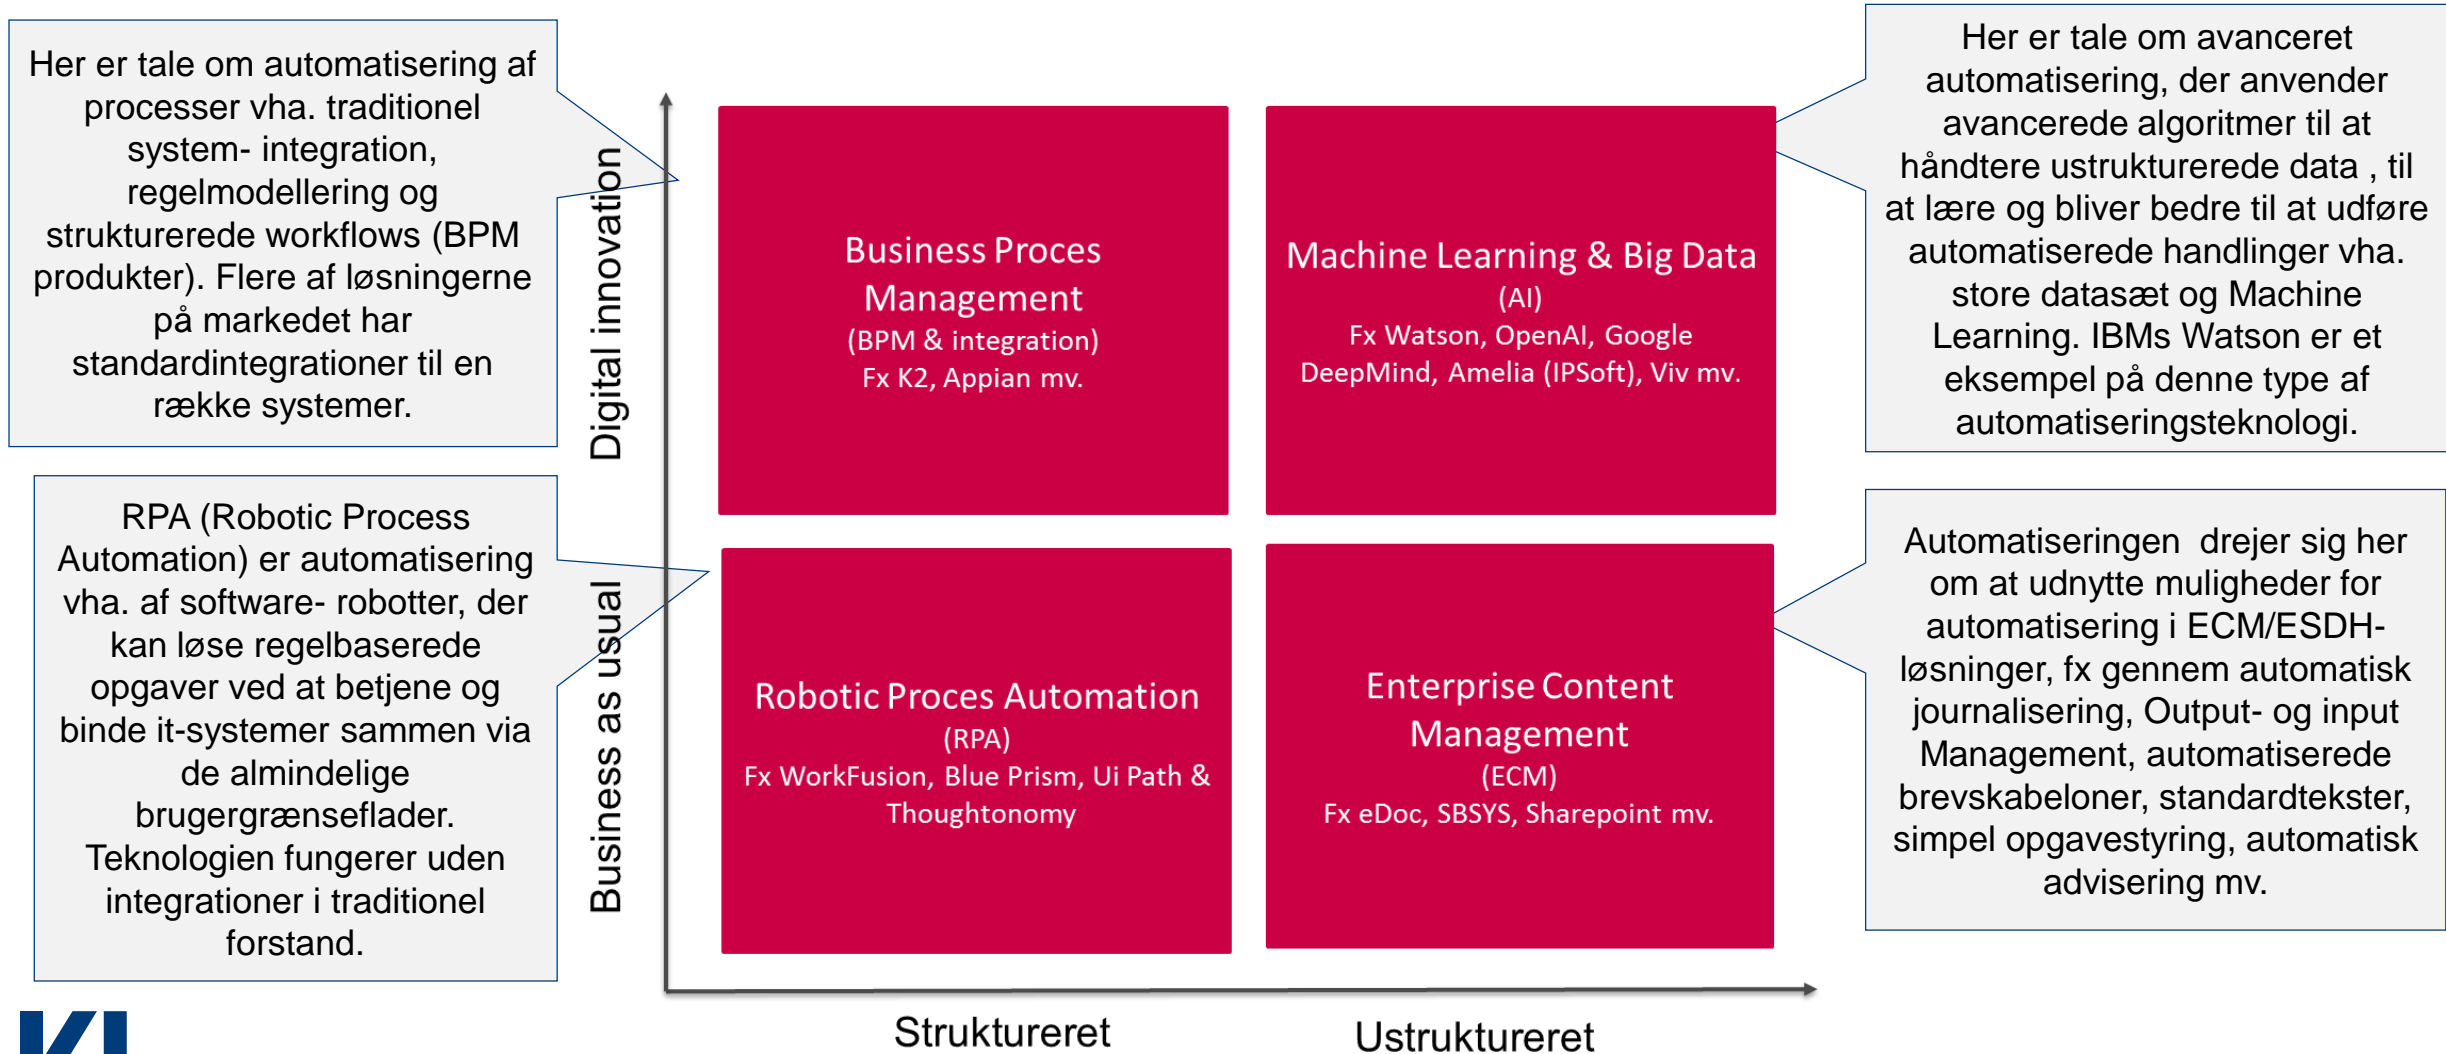 Her er tale om automatisering af
processer vha. traditionel
system- integration,
regelmodellering og
strukturerede workflows (BPM
produkter). Flere af løsningerne
på markedet har
standardintegrationer til en
række systemer.
RPA (Robotic Process
Automation) er automatisering
vha. af software- robotter, der
kan løse regelbaserede
opgaver ved at betjene og
binde it-systemer sammen via
de almindelige
brugergrænseflader.
Teknologien fungerer uden
integrationer i traditionel
forstand.
Digital innovation
Business as usual
Business Proces
Management
(BPM & integration)
Fx K2, Appian mv.
Machine Learning & Big Data
(AI)
Fx Watson, OpenAI, Google
DeepMind, Amelia (IPSoft), Viv mv.
Robotic Proces Automation
(RPA)
Fx WorkFusion, Blue Prism, Ui Path &
Thoughtonomy
Enterprise Content
Management
(ECM)
Fx eDoc, SBSYS, Sharepoint mv.
Struktureret
Ustruktureret
Her er tale om avanceret
automatisering, der anvender
avancerede algoritmer til at
håndtere ustrukturerede data , til
at lære og bliver bedre til at udføre
automatiserede handlinger vha.
store datasæt og Machine
Learning. IBMs Watson er et
eksempel på denne type af
automatiseringsteknologi.
Automatiseringen drejer sig her
om at udnytte muligheder for
automatisering i ECM/ESDH-
løsninger, fx gennem automatisk
journalisering, Output- og input
Management, automatiserede
brevskabeloner, standardtekster,
simpel opgavestyring, automatisk
advisering mv.